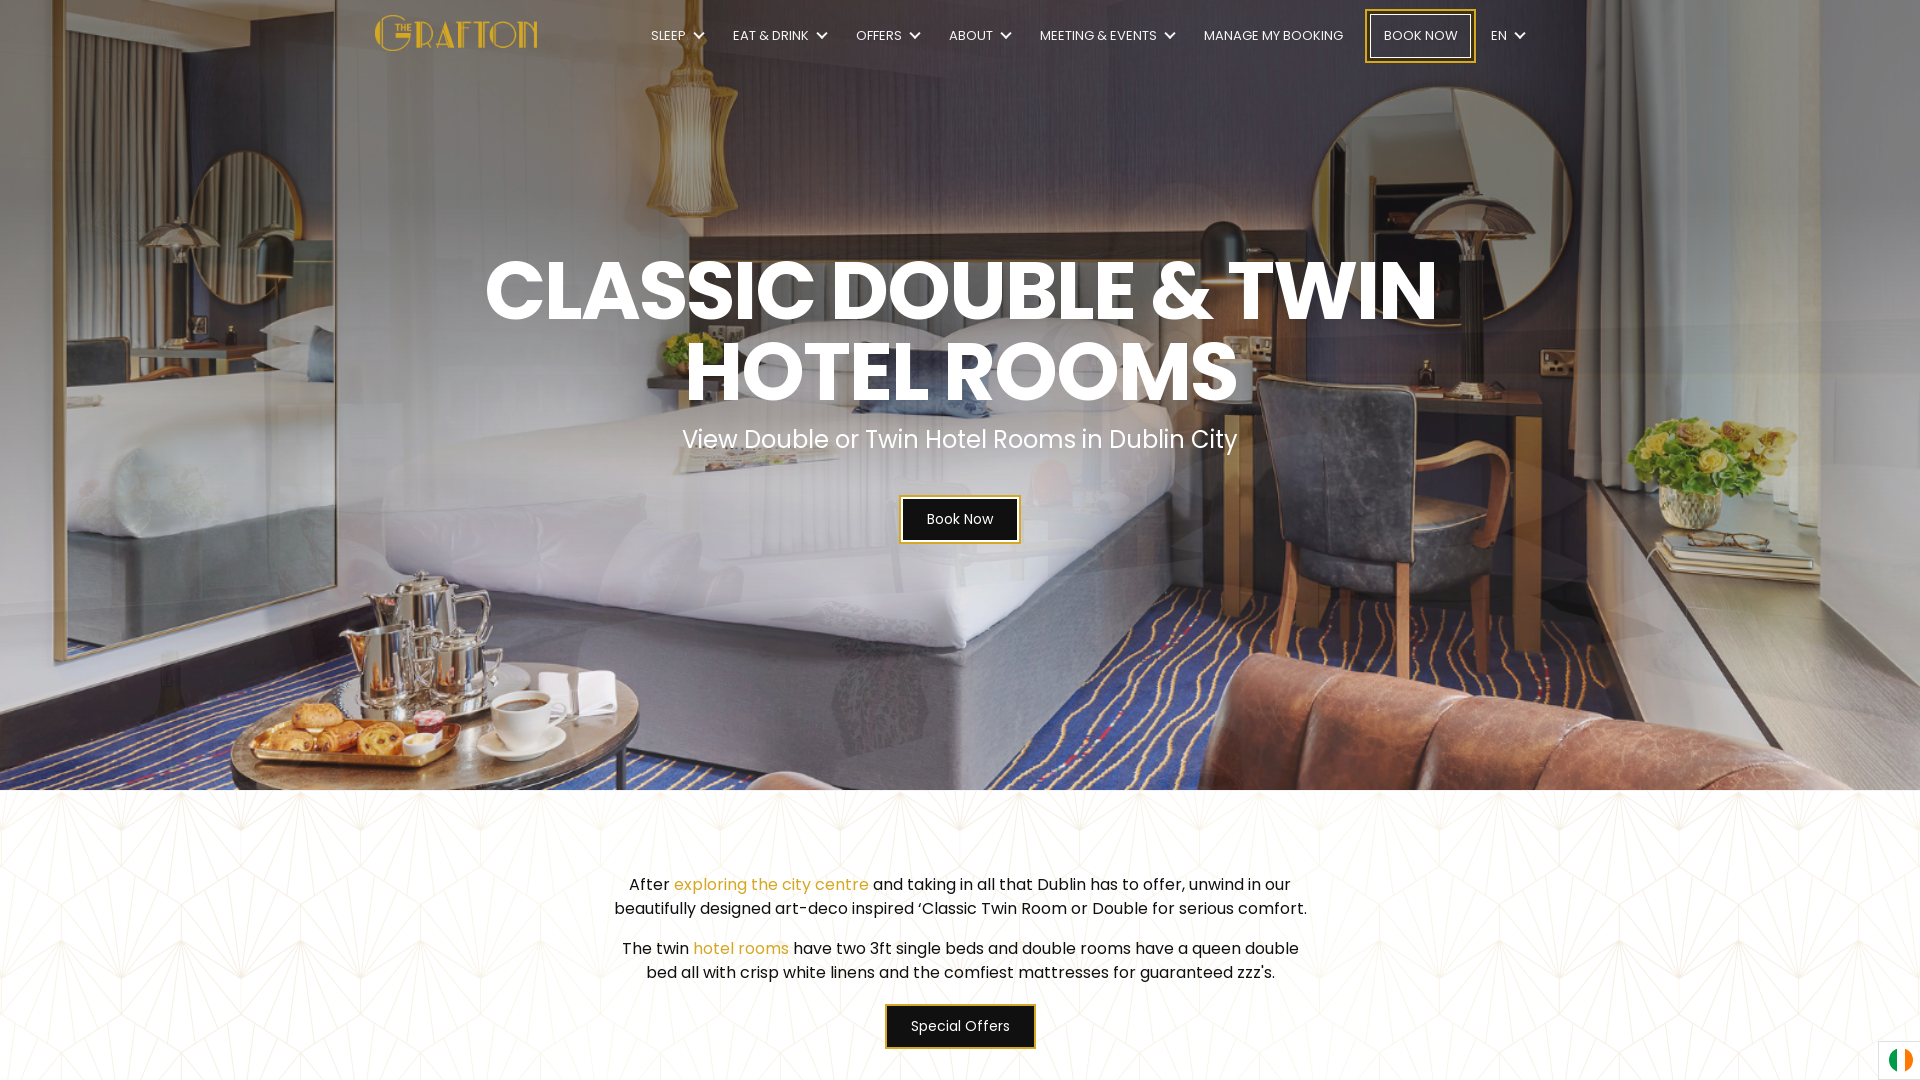 THE GRAFTON
SLEEP
EAT & DRINK
OFFERS
ABOUT
MEETING & EVENTS
MANAGE MY BOOKING
BOOK NOW
EN
CLASSIC DOUBLE & TWIN
HOTEL ROOMS
View Double or Twin Hotel Rooms in Dublin City
Book Now
After exploring the city centre and taking in all that Dublin has to offer, unwind in our
beautifully designed art-deco inspired ‘Classic Twin Room or Double for serious comfort.
The twin hotel rooms have two 3ft single beds and double rooms have a queen double
bed all with crisp white linens and the comfiest mattresses for guaranteed zzz's.
Special Offers